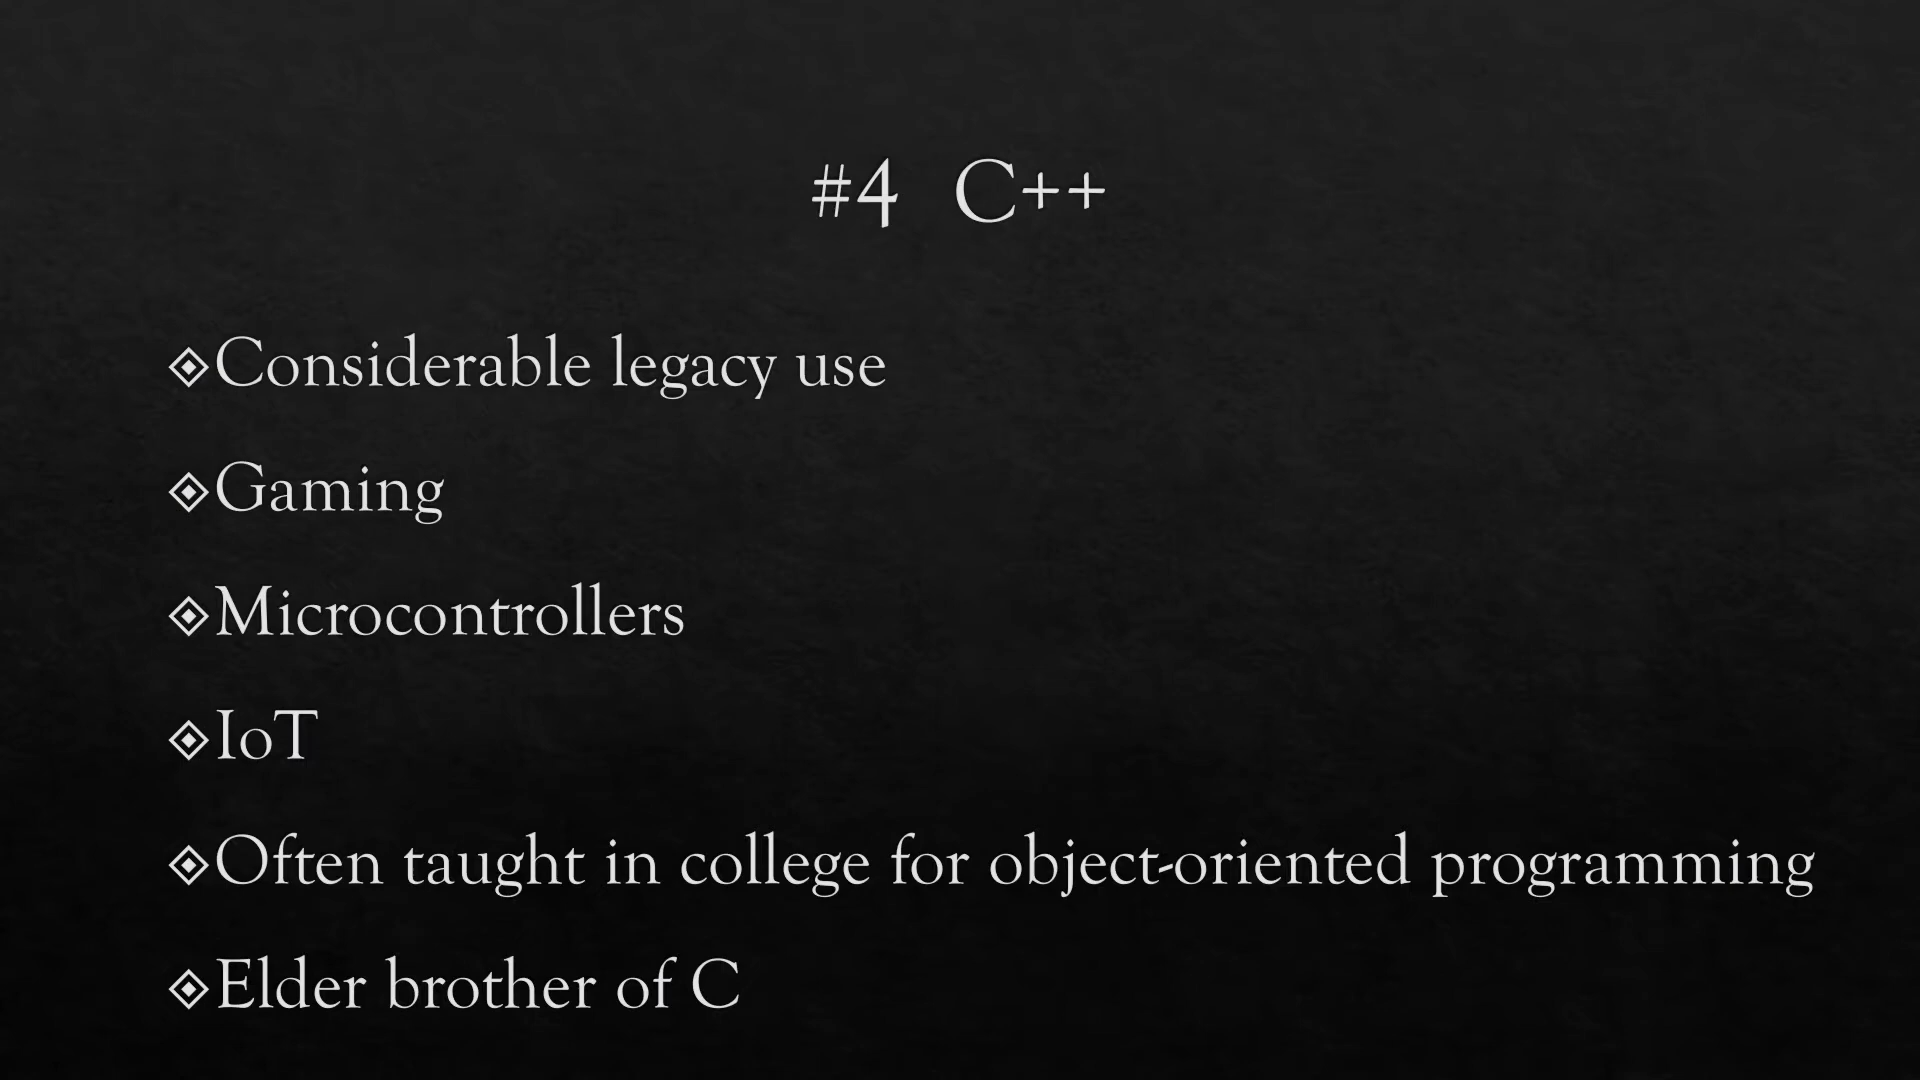 #4 C++
Considerable legacy use
Gaming
Microcontrollers
IoT
Often taught in college for object-oriented programming
Elder brother of C